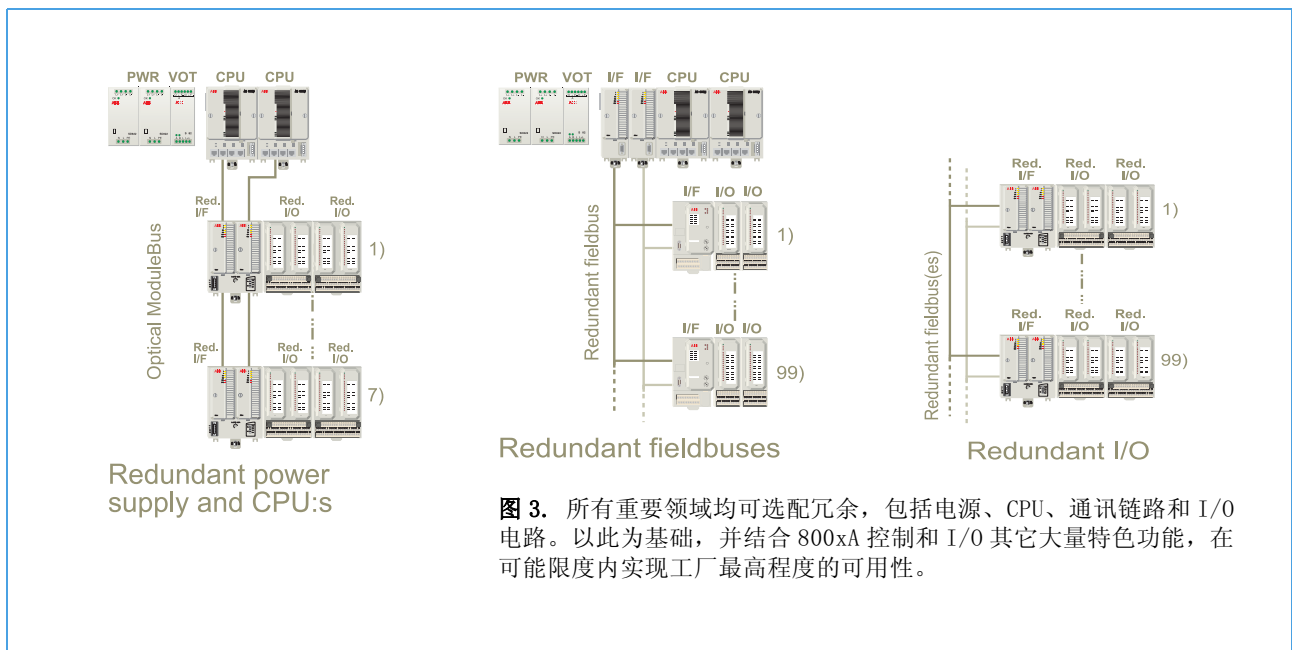 PWR VOT CPU CPU
Optical ModuleBus
Red. I/F Red. I/O Red. I/O
1)
Red. I/F Red. I/O Red. I/O
7)
Redundant power
supply and CPU:s
PWR VOT I/F I/F CPU CPU
Redundant fieldbus
I/F I/O I/O
1)
I/F I/O I/O
99)
Redundant fieldbuses
Redundant fieldbus(es)
Red. I/F Red. I/O Red. I/O
1)
Red. I/F Red. I/O Red. I/O
99)
Redundant I/O
图 3. 所有重要领域均可选配冗余，包括电源、CPU、通讯链路和 I/O
电路。以此为基础，并结合 800xA 控制和 I/O 其它大量特色功能，在
可能限度内实现工厂最高程度的可用性。